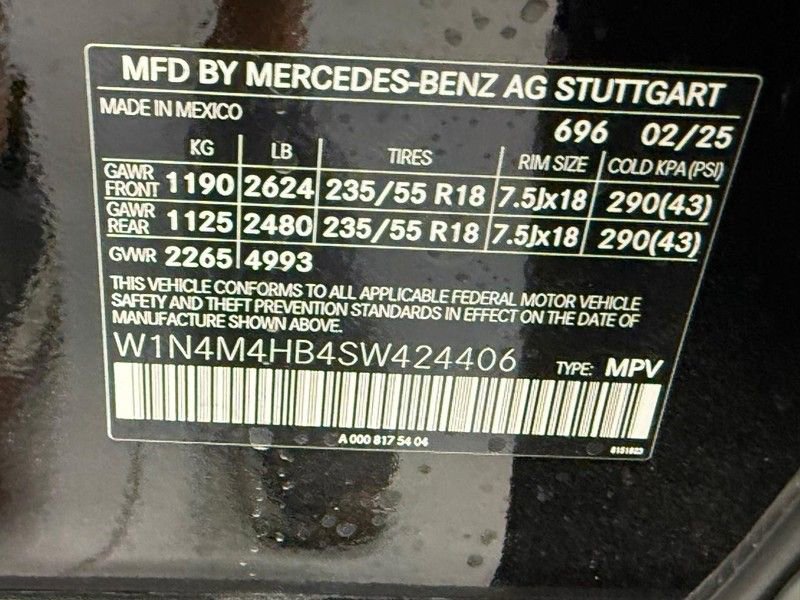 MFD BY MERCEDES-BENZ AG STUTTGART
MADE IN MEXICO
696 02/25
KG LB TIRES RIM SIZE COLD KPA (PSI)
GAWR FRONT 1190 2624 235/55 R18 7.5Jx18 290(43)
GAWR REAR 1125 2480 235/55 R18 7.5Jx18 290(43)
GVWR 2265 4993
THIS VEHICLE CONFORMS TO ALL APPLICABLE FEDERAL MOTOR VEHICLE
SAFETY AND THEFT PREVENTION STANDARDS IN EFFECT ON THE DATE OF
MANUFACTURE SHOWN ABOVE.
W1N4M4HB4SW424406 TYPE: MPV
A 000 817 54 04
8151823